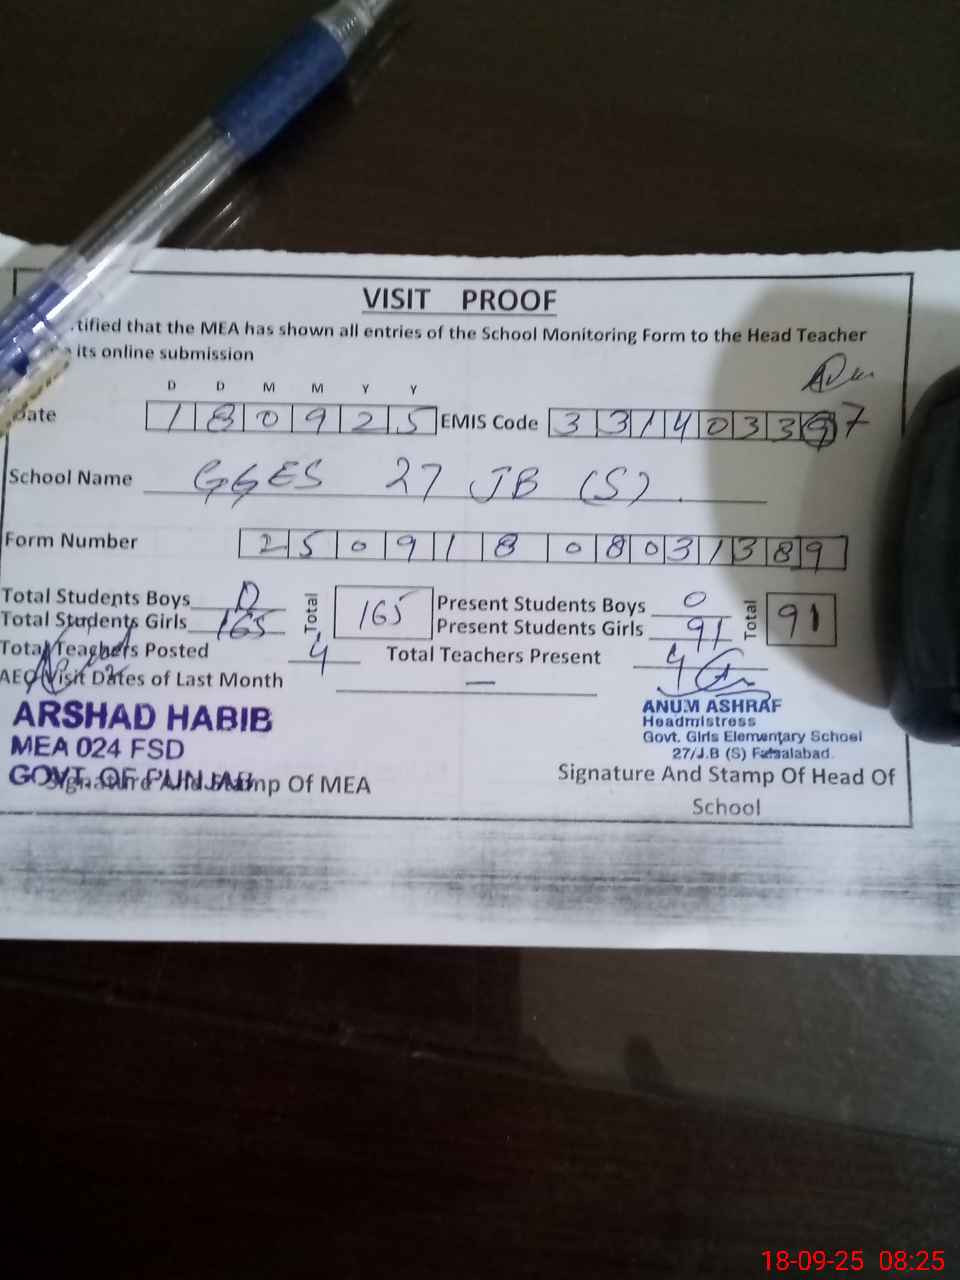 VISIT PROOF
tified that the MEA has shown all entries of the School Monitoring Form to the Head Teacher
its online submission
D D M M Y Y
Date 1 8 0 9 2 5 EMIS Code 3 3 1 4 0 3 3 9 7
School Name GGES 27 JB (S)
Form Number 2 5 0 9 1 8 0 8 0 3 1 3 8 9
Total Students Boys 0 Total 165 Present Students Boys 0 Total 91
Total Students Girls 165 Present Students Girls 91
Total Teachers Posted 4 Total Teachers Present 4
AEO Visit Dates of Last Month —
ARSHAD HABIB
MEA 024 FSD
GOVT. OF PUNJAB
Signature And Stamp Of MEA
ANUM ASHRAF
Headmistress
Govt. Girls Elementary School
27/J.B (S) Faisalabad.
Signature And Stamp Of Head Of
School
18-09-25 08:25